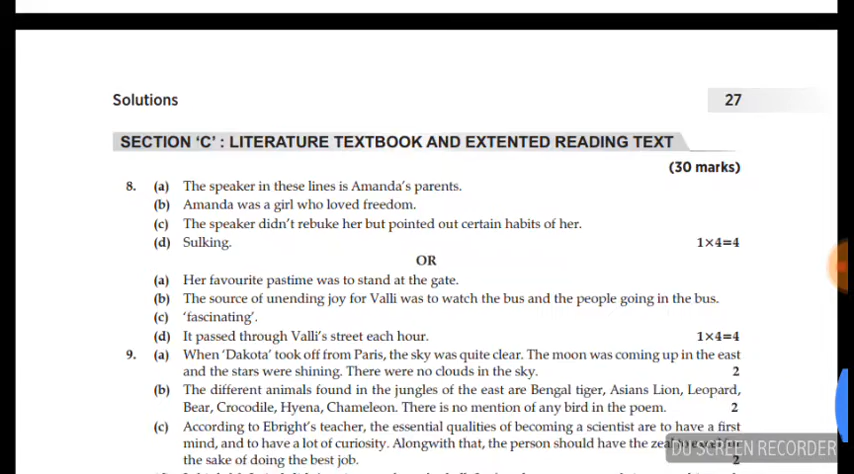 Solutions 27
SECTION ‘C’ : LITERATURE TEXTBOOK AND EXTENTED READING TEXT
(30 marks)
8. (a) The speaker in these lines is Amanda’s parents.
(b) Amanda was a girl who loved freedom.
(c) The speaker didn’t rebuke her but pointed out certain habits of her.
(d) Sulking. 1×4=4
OR
(a) Her favourite pastime was to stand at the gate.
(b) The source of unending joy for Valli was to watch the bus and the people going in the bus.
(c) ‘fascinating’.
(d) It passed through Valli’s street each hour. 1×4=4
9. (a) When ‘Dakota’ took off from Paris, the sky was quite clear. The moon was coming up in the east
and the stars were shining. There were no clouds in the sky. 2
(b) The different animals found in the jungles of the east are Bengal tiger, Asians Lion, Leopard,
Bear, Crocodile, Hyena, Chameleon. There is no mention of any bird in the poem. 2
(c) According to Ebright’s teacher, the essential qualities of becoming a scientist are to have a first
mind, and to have a lot of curiosity. Alongwith that, the person should have the
the sake of doing the best job. 2
DU SCREEN RECORDER